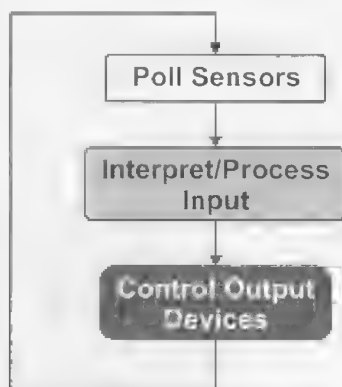 Poll Sensors
Interpret/Process
Input
Control Output
Devices